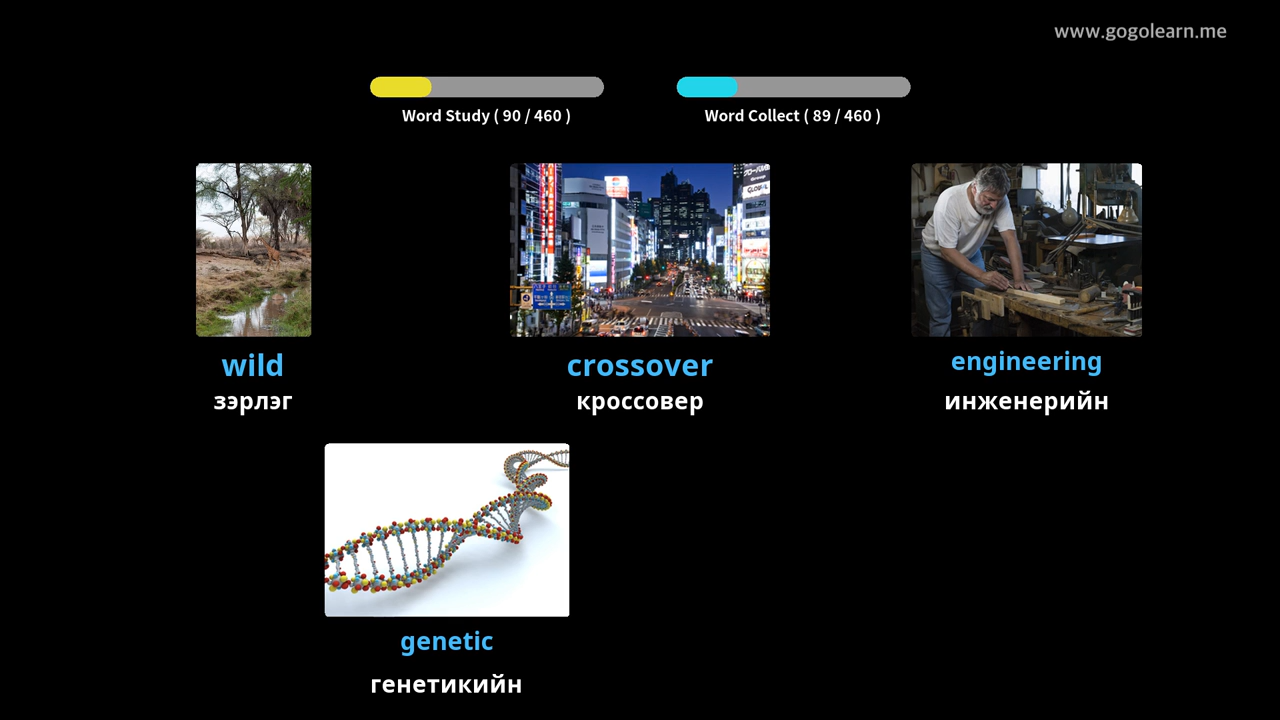 www.gogolearn.me
Word Study ( 90 / 460 )
Word Collect ( 89 / 460 )
wild
crossover
engineering
зэрлэг
кроссовер
инженерийн
genetic
генетикийн